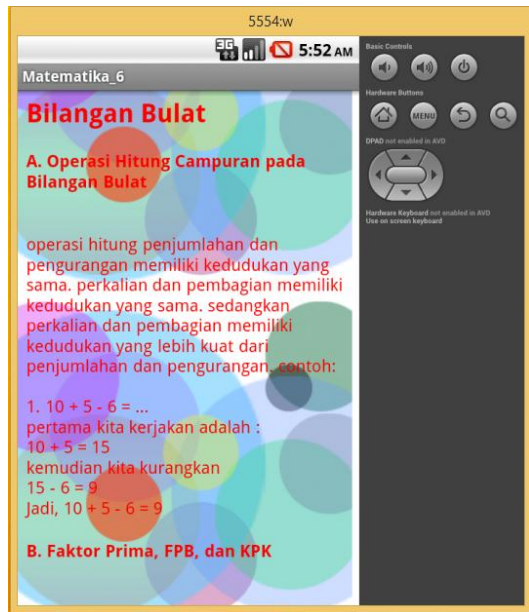 5554:w
5:52 AM
3G
Matematika_6
Bilangan Bulat
A. Operasi Hitung Campuran pada
Bilangan Bulat
operasi hitung penjumlahan dan
pengurangan memiliki kedudukan yang
sama. perkalian dan pembagian memiliki
kedudukan yang sama. sedangkan
perkalian dan pembagian memiliki
kedudukan yang lebih kuat dari
penjumlahan dan pengurangan. contoh:
1. 10 + 5 - 6 = ...
pertama kita kerjakan adalah :
10 + 5 = 15
kemudian kita kurangkan
15 - 6 = 9
Jadi, 10 + 5 - 6 = 9
B. Faktor Prima, FPB, dan KPK
Basic Controls
Hardware Buttons
MENU
DPAD not enabled in AVD
Hardware Keyboard not enabled in AVD
Use on screen keyboard